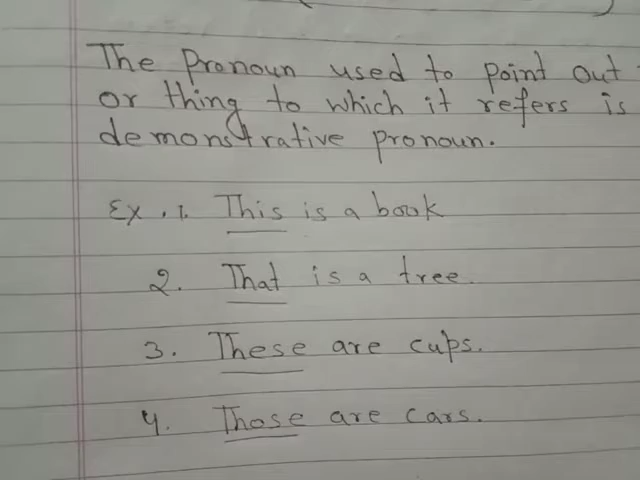 The pronoun used to point out
or thing to which it refers is
demonstrative pronoun.
Ex. 1. This is a book
2. That is a tree.
3. These are cups.
4. Those are cars.